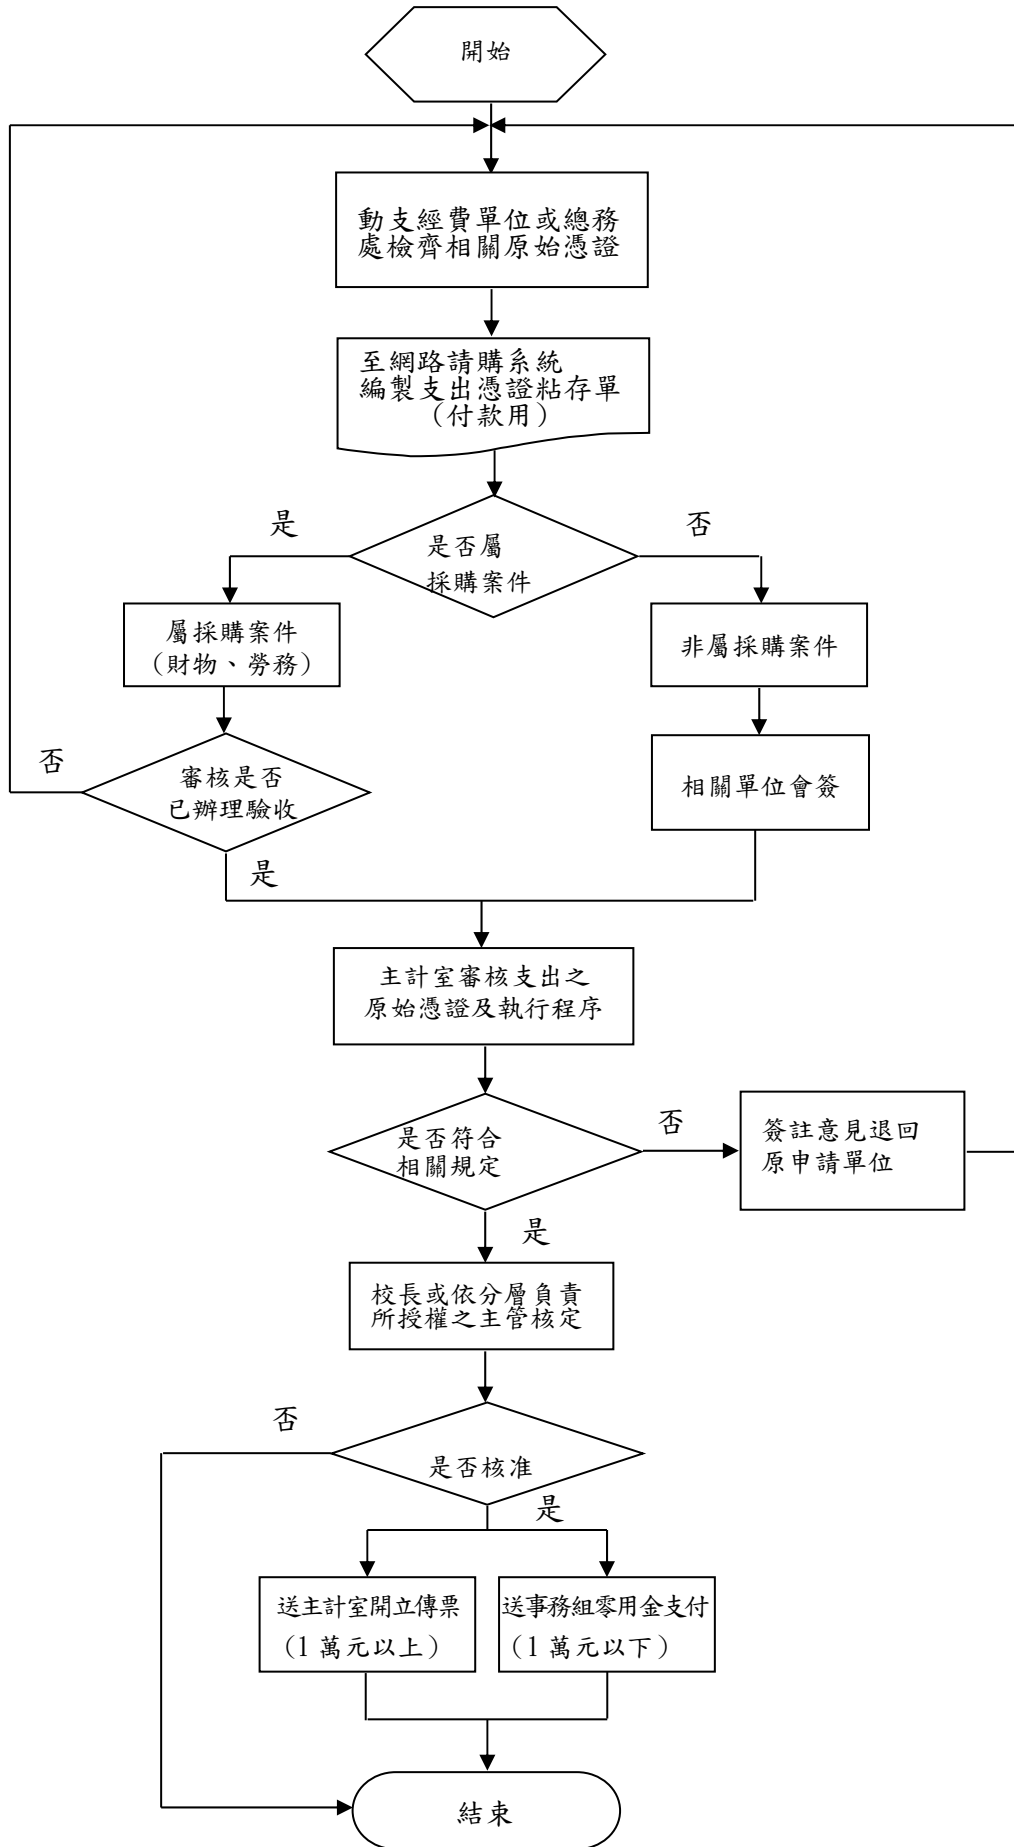 開始
動支經費單位或總務
處檢齊相關原始憑證
至網路請購系統
編製支出憑證粘存單
（付款用）
是
否
是否屬
採購案件
屬採購案件
（財物、勞務）
非屬採購案件
否
審核是否
已辦理驗收
相關單位會簽
是
主計室審核支出之
原始憑證及執行程序
是否符合
相關規定
否
簽註意見退回
原申請單位
是
校長或依分層負責
所授權之主管核定
否
是否核准
是
送主計室開立傳票
（1 萬元以上）
送事務組零用金支付
（1 萬元以下）
結束